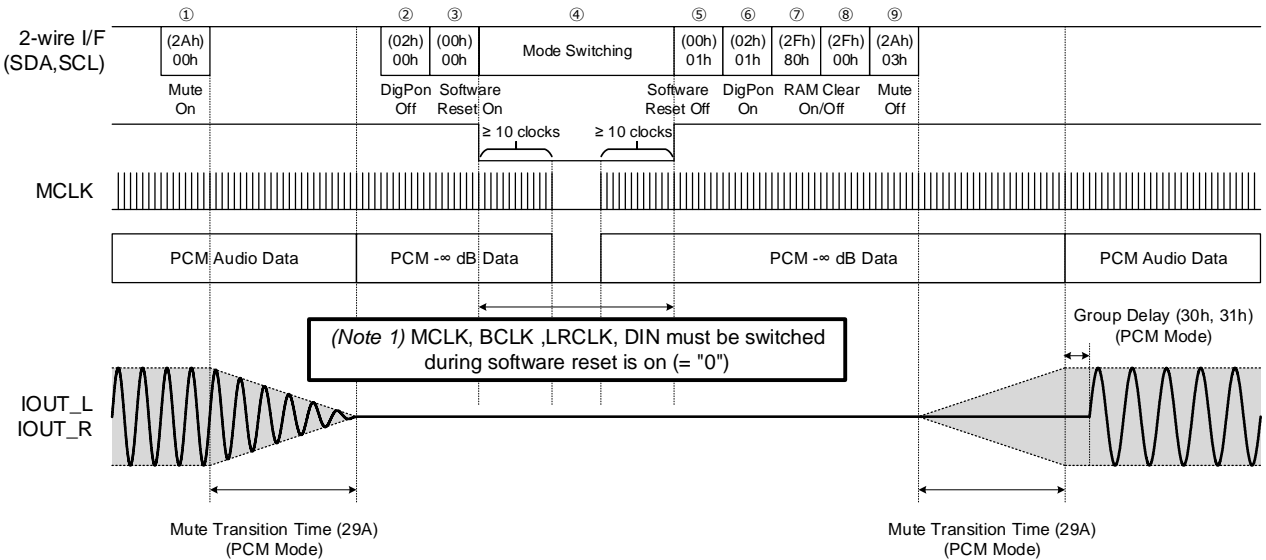 ① ② ③ ④ ⑤ ⑥ ⑦ ⑧ ⑨
2-wire I/F
(SDA,SCL)
(2Ah)
00h
(02h)
00h
(00h)
00h
Mode Switching
(00h)
01h
(02h)
01h
(2Fh)
80h
(2Fh)
00h
(2Ah)
03h
Mute
On
DigPon
Off
Software
Reset On
Software
Reset Off
DigPon
On
RAM Clear
On/Off
Mute
Off
≥ 10 clocks
≥ 10 clocks
MCLK
PCM Audio Data
PCM -∞ dB Data
PCM -∞ dB Data
PCM Audio Data
(Note 1) MCLK, BCLK ,LRCLK, DIN must be switched
during software reset is on (= "0")
Group Delay (30h, 31h)
(PCM Mode)
IOUT_L
IOUT_R
Mute Transition Time (29A)
(PCM Mode)
Mute Transition Time (29A)
(PCM Mode)